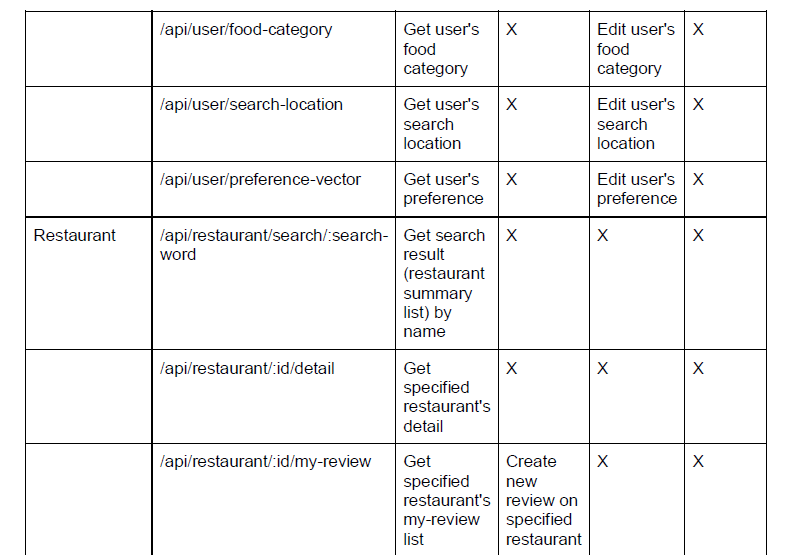 /api/user/food-category
Get user's
food
category
X
Edit user's
food
category
X
/api/user/search-location
Get user's
search
location
X
Edit user's
search
location
X
/api/user/preference-vector
Get user's
preference
X
Edit user's
preference
X
Restaurant
/api/restaurant/search/:search-
word
Get search
result
(restaurant
summary
list) by
name
X
X
X
/api/restaurant/:id/detail
Get
specified
restaurant's
detail
X
X
X
/api/restaurant/:id/my-review
Get
specified
restaurant's
my-review
list
Create
new
review on
specified
restaurant
X
X